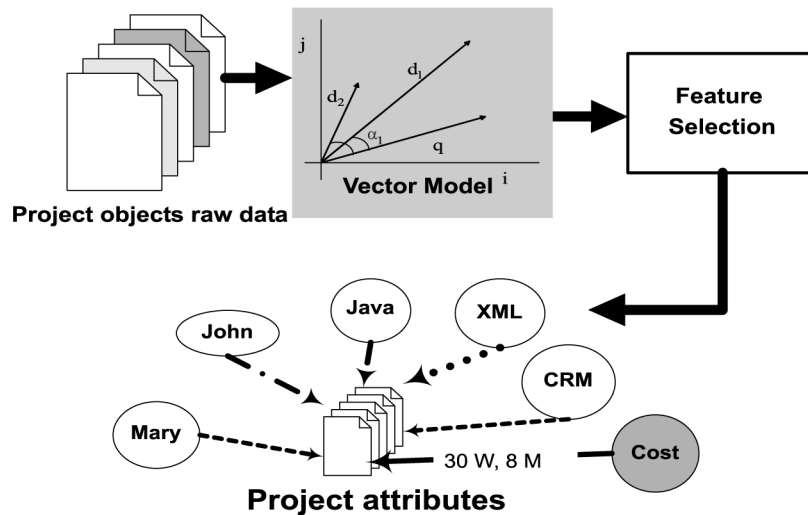 j
d1
d2
α1
q
i
Vector Model
Feature
Selection
Project objects raw data
John
Java
XML
CRM
Mary
30 W, 8 M
Cost
Project attributes